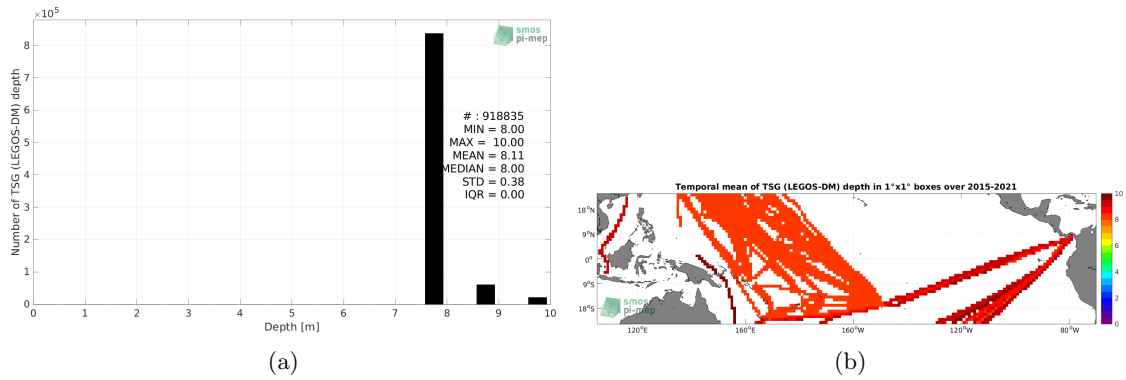 ×10⁵
8
7
6
5
4
3
2
1
0
Number of TSG (LEGOS-DM) depth
smos
pi-mep
# : 918835
MIN = 8.00
MAX = 10.00
MEAN = 8.11
MEDIAN = 8.00
STD = 0.38
IQR = 0.00
0 1 2 3 4 5 6 7 8 9 10
Depth [m]
(a)
Temporal mean of TSG (LEGOS-DM) depth in 1°x1° boxes over 2015-2021
18°N
9°N
0°
9°S
18°S
smos
pi-mep
120°E 160°E 160°W 120°W 80°W
10
8
6
4
2
0
(b)